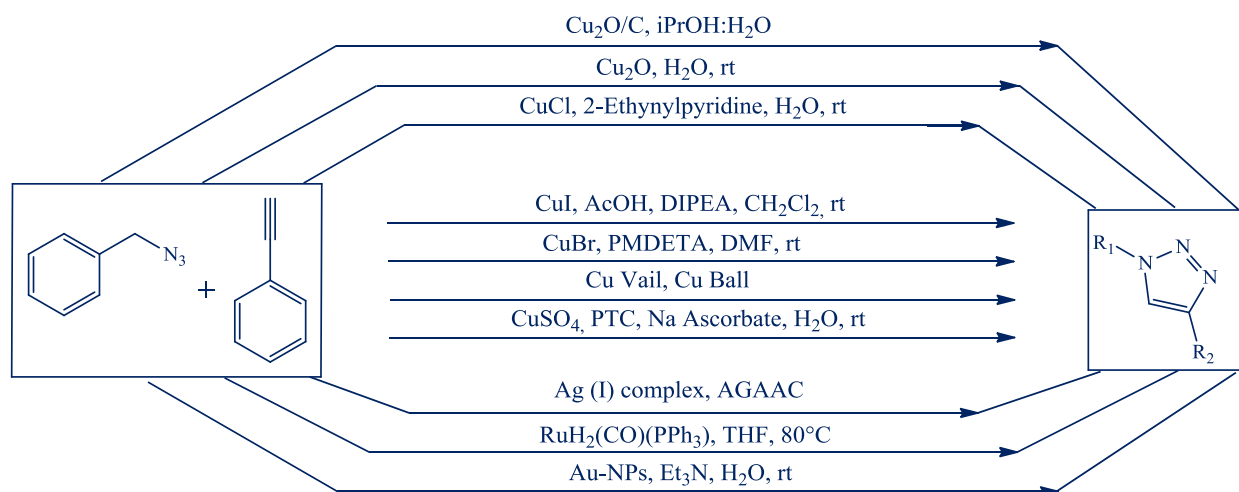 Cu₂O/C, iPrOH:H₂O
Cu₂O, H₂O, rt
CuCl, 2-Ethynylpyridine, H₂O, rt
CuI, AcOH, DIPEA, CH₂Cl₂, rt
CuBr, PMDETA, DMF, rt
Cu Vail, Cu Ball
CuSO₄, PTC, Na Ascorbate, H₂O, rt
N₃
+
R₁
N
N
N
R₂
Ag (I) complex, AGAAC
RuH₂(CO)(PPh₃), THF, 80°C
Au-NPs, Et₃N, H₂O, rt